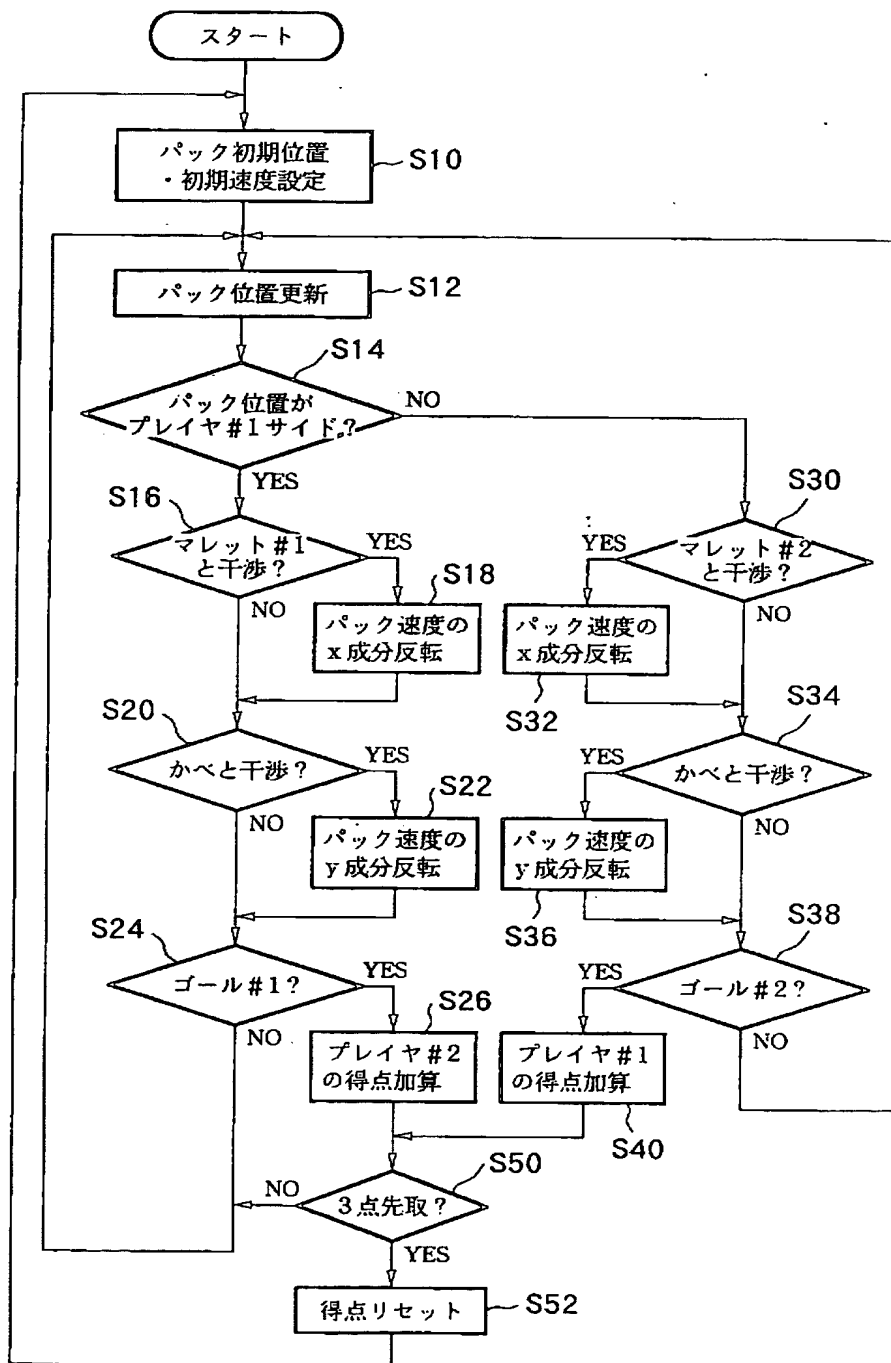 スタート
パック初期位置
・初期速度設定
S10
パック位置更新
S12
S14
パック位置が
プレイヤ#1サイド?
NO
YES
S16
マレット#1
と干渉?
YES
NO
S18
パック速度の
x成分反転
S30
マレット#2
と干渉?
YES
NO
パック速度の
x成分反転
S32
S20
かべと干渉?
YES
NO
S22
パック速度の
y成分反転
S34
かべと干渉?
YES
NO
パック速度の
y成分反転
S36
S24
ゴール#1?
YES
NO
S26
プレイヤ#2
の得点加算
S38
ゴール#2?
YES
NO
プレイヤ#1
の得点加算
S40
S50
3点先取?
NO
YES
得点リセット
S52